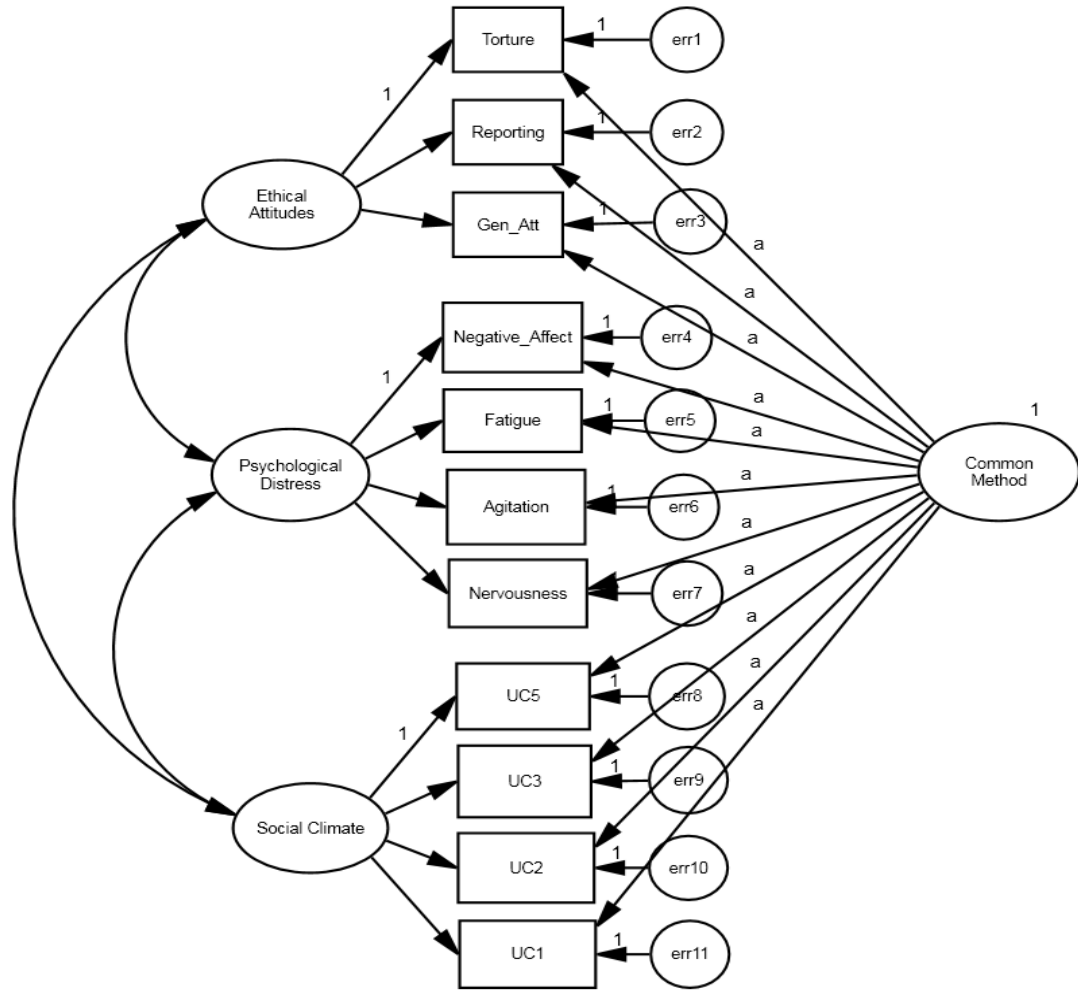 Torture
1
err1
1
Reporting
1
err2
Ethical
Attitudes
Gen_Att
1
err3
a
a
Negative_Affect
1
err4
a
1
Fatigue
1
err5
a
a
1
Psychological
Distress
Common
Method
Agitation
1
err6
a
a
Nervousness
err7
a
UC5
1
err8
a
1
a
a
UC3
1
err9
Social Climate
UC2
1
err10
UC1
1
err11